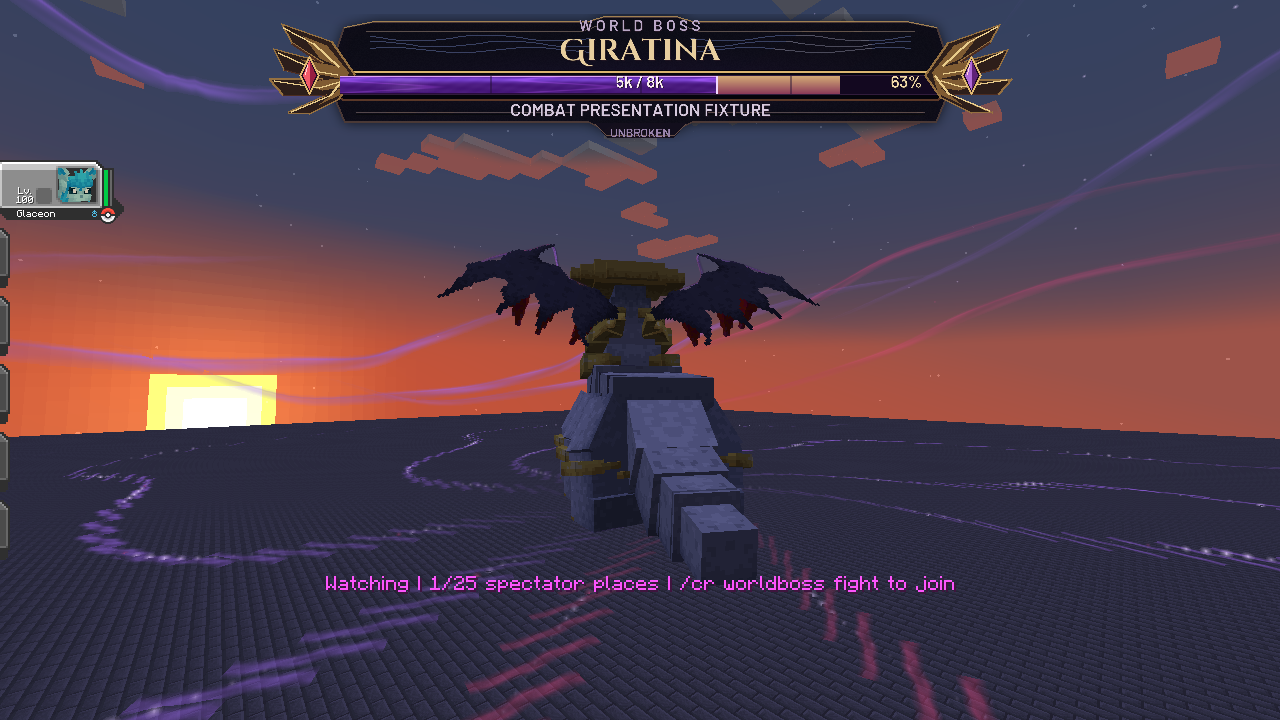 WORLD BOSS
GIRATINA
5k / 8k
63%
COMBAT PRESENTATION FIXTURE
UNBROKEN
Lv.
100
Glaceon
Watching | 1/25 spectator places | /cr worldboss fight to join